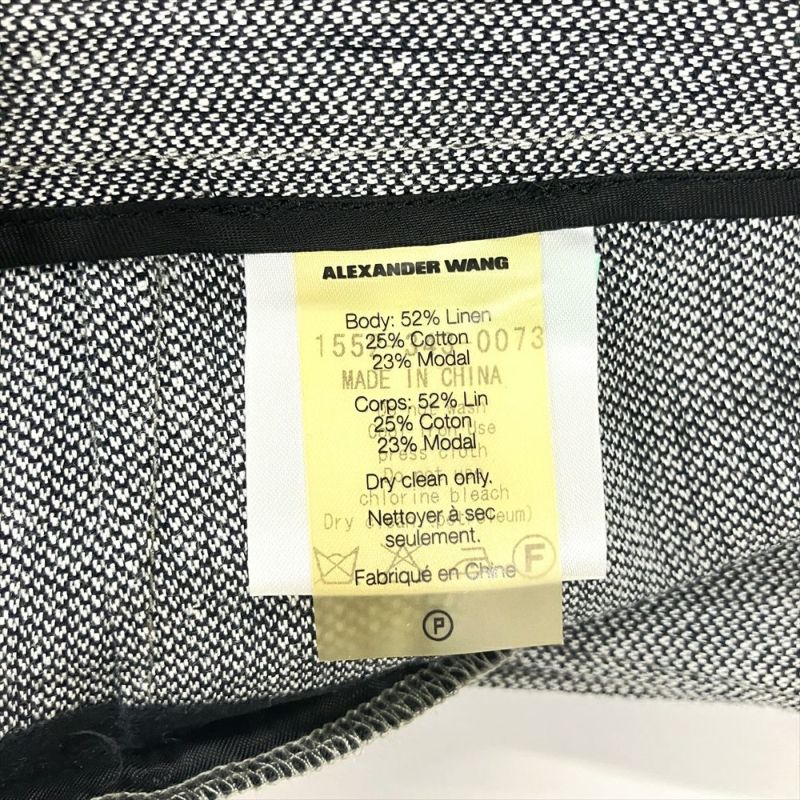 ALEXANDER WANG
Body: 52% Linen
25% Cotton
0073
23% Modal
MADE IN CHINA
Corps: 52% Lin
25% Coton
23% Modal
press cloth
Dry clean only.
chlorine bleach
Nettoyer à sec
seulement.
Fabriqué en Chine
F
P